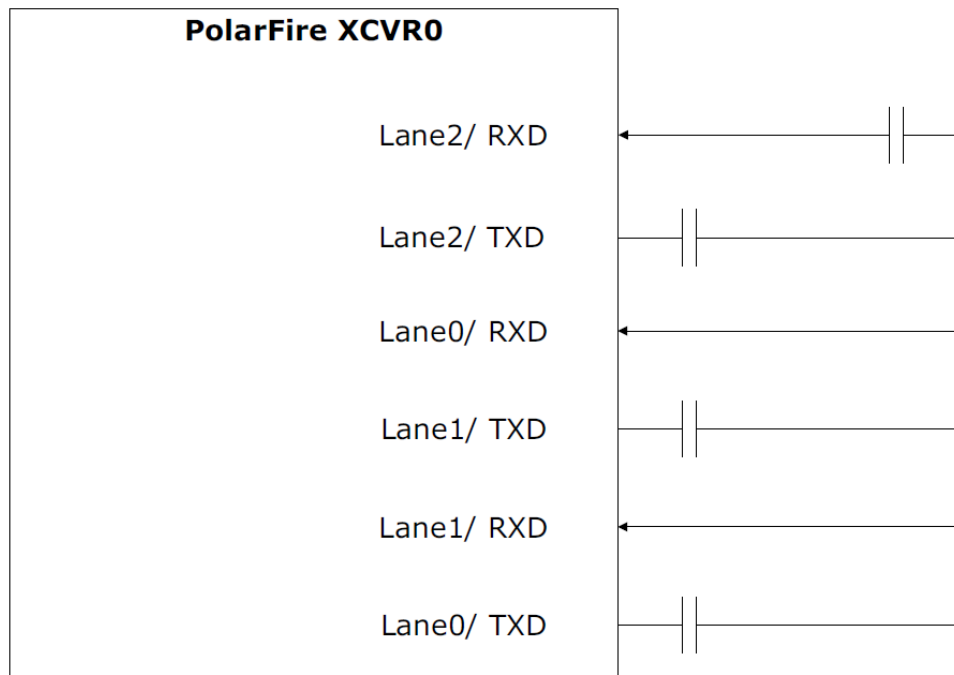 PolarFire XCVR0
Lane2/ RXD
Lane2/ TXD
Lane0/ RXD
Lane1/ TXD
Lane1/ RXD
Lane0/ TXD